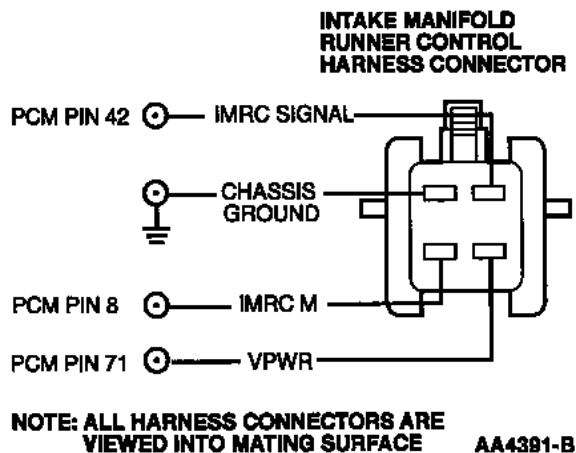 INTAKE MANIFOLD
RUNNER CONTROL
HARNESS CONNECTOR
PCM PIN 42 IMRC SIGNAL
CHASSIS
GROUND
PCM PIN 8 IMRC M
PCM PIN 71 VPWR
NOTE: ALL HARNESS CONNECTORS ARE
VIEWED INTO MATING SURFACE AA4391-B